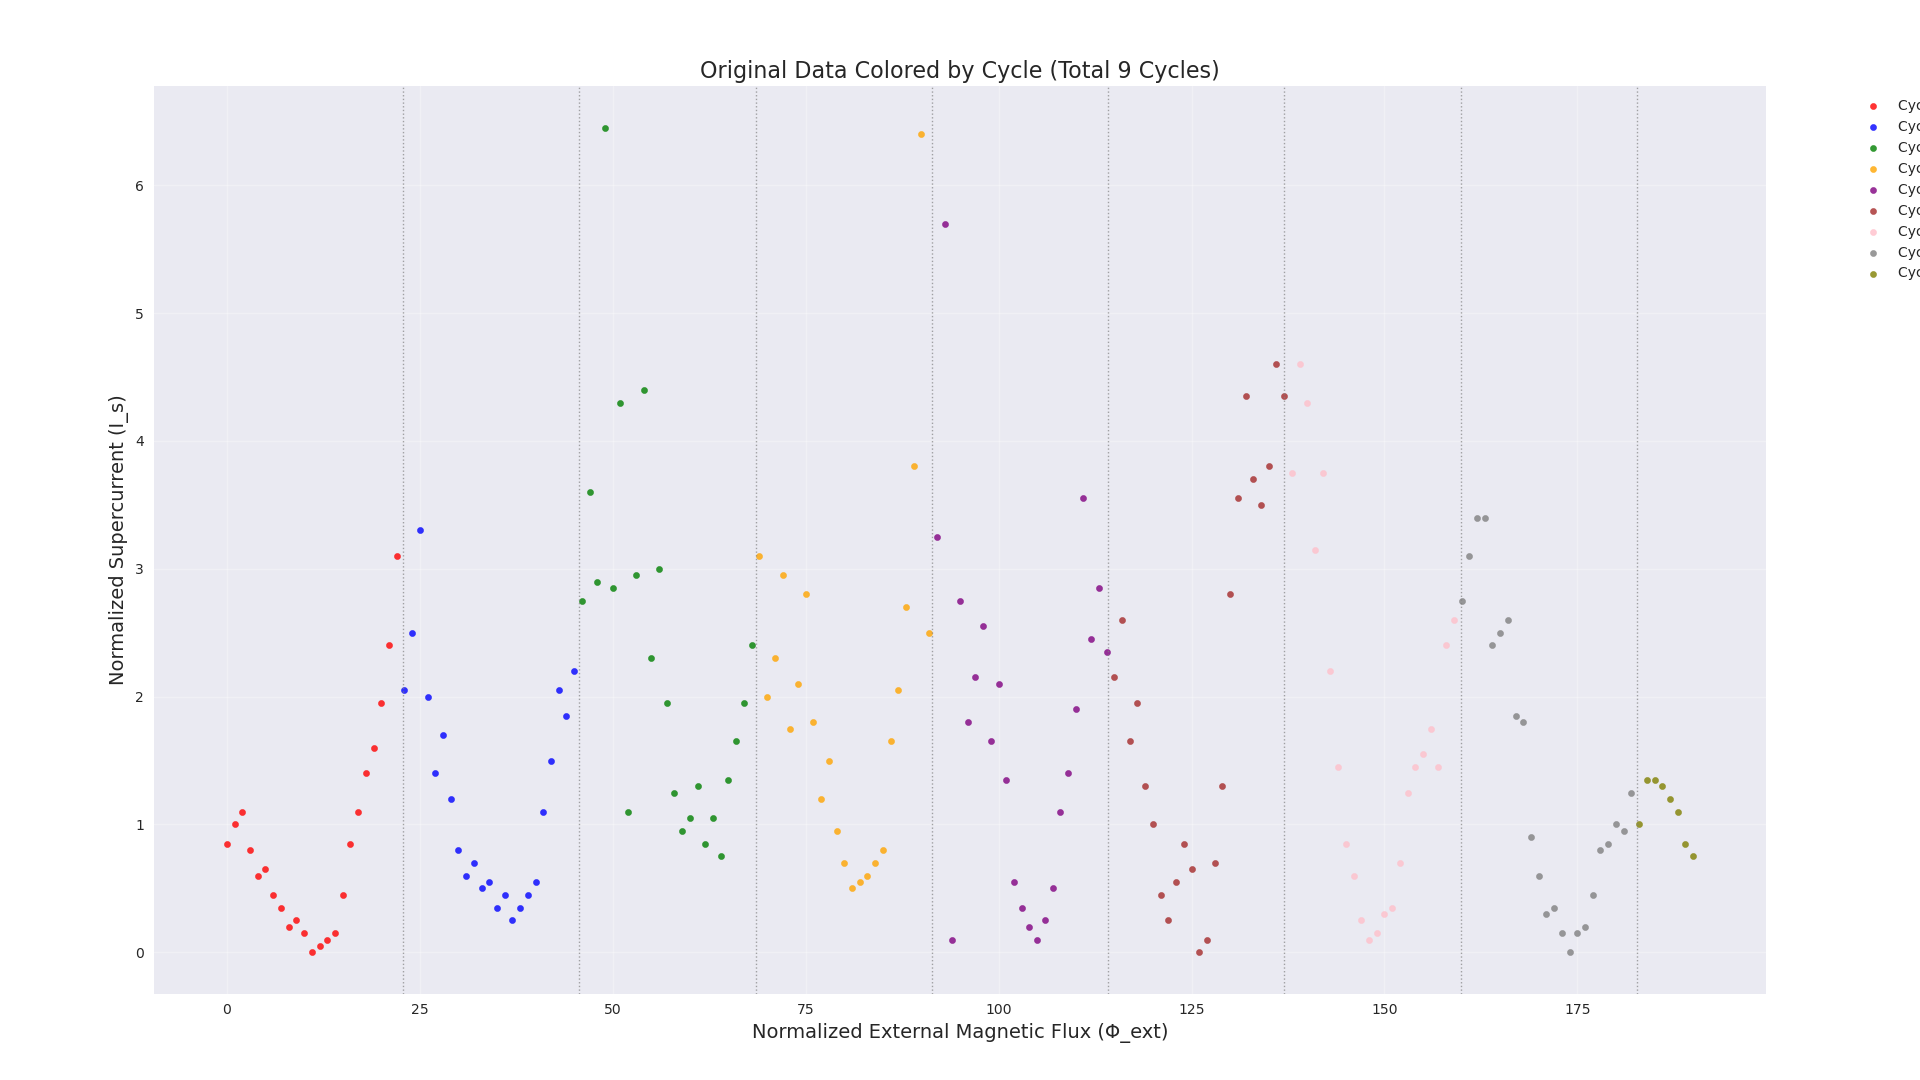 Original Data Colored by Cycle (Total 9 Cycles)
Normalized Supercurrent (I_s)
6
5
4
3
2
1
0
0 25 50 75 100 125 150 175
Normalized External Magnetic Flux (Φ_ext)
Cyc
Cyc
Cyc
Cyc
Cyc
Cyc
Cyc
Cyc
Cyc